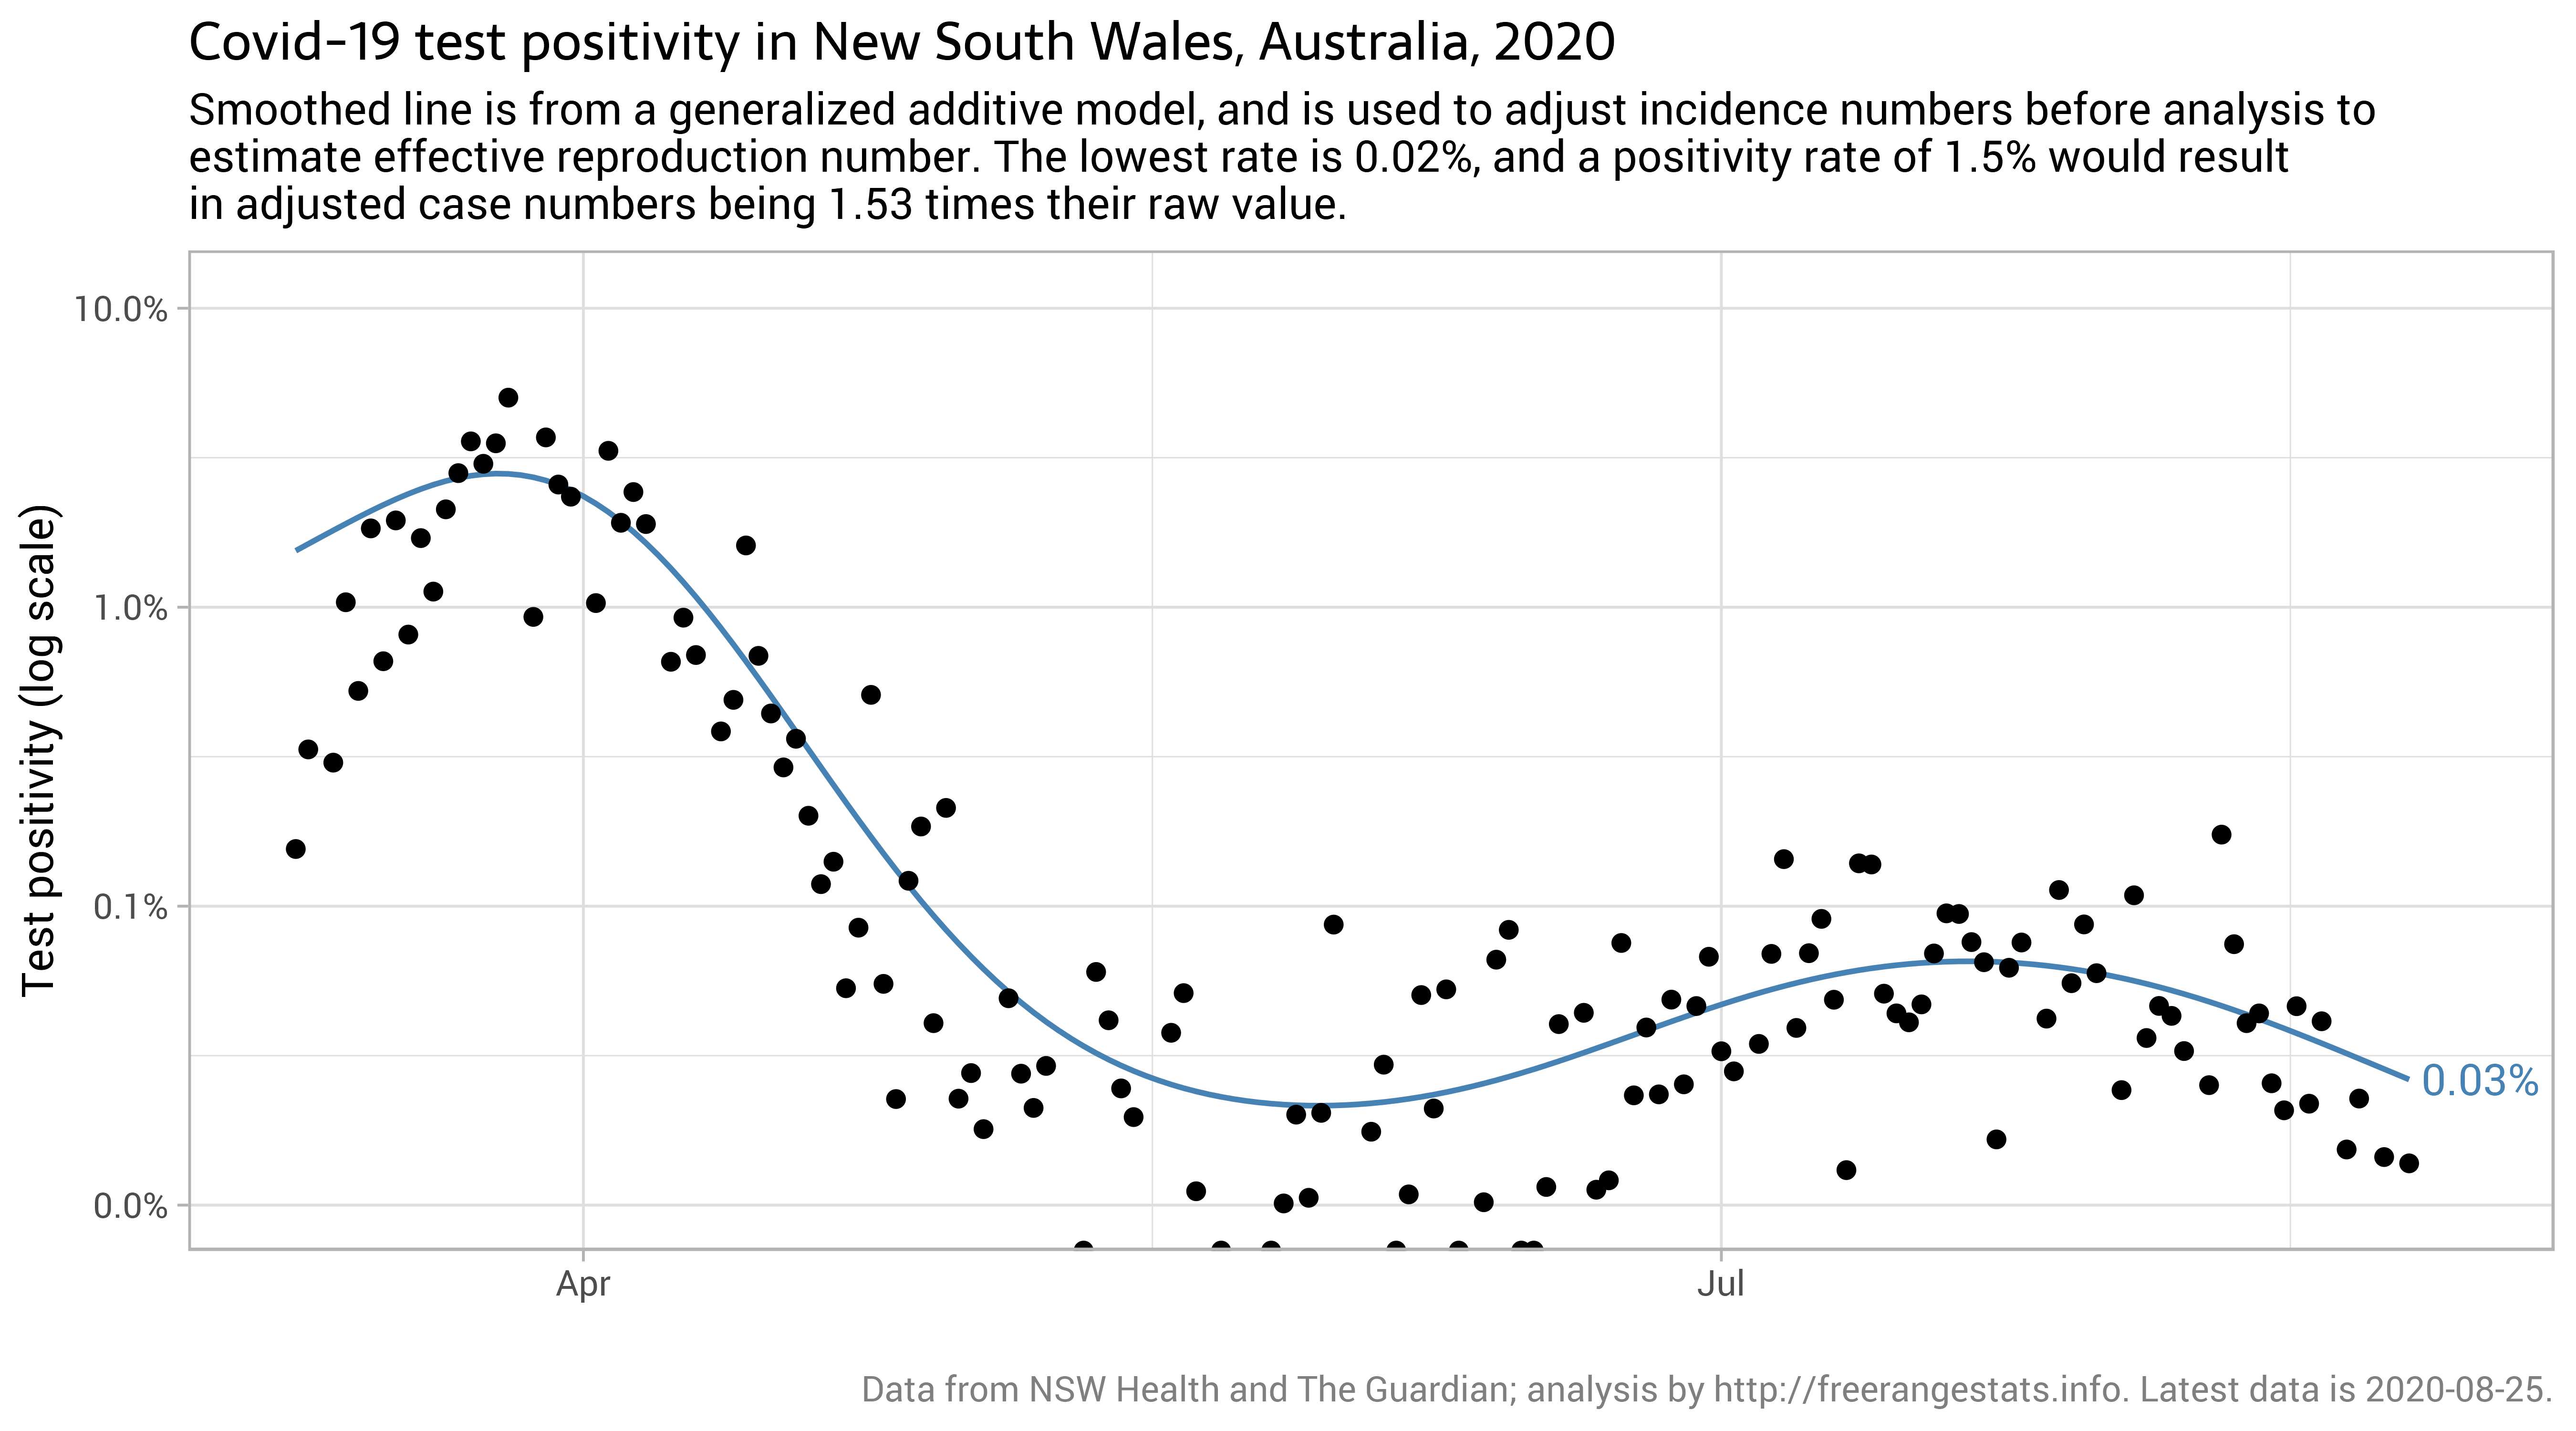 Covid-19 test positivity in New South Wales, Australia, 2020
Smoothed line is from a generalized additive model, and is used to adjust incidence numbers before analysis to
estimate effective reproduction number. The lowest rate is 0.02%, and a positivity rate of 1.5% would result
in adjusted case numbers being 1.53 times their raw value.
Test positivity (log scale)
10.0%
1.0%
0.1%
0.0%
0.03%
Apr
Jul
Data from NSW Health and The Guardian; analysis by http://freerangestats.info. Latest data is 2020-08-25.